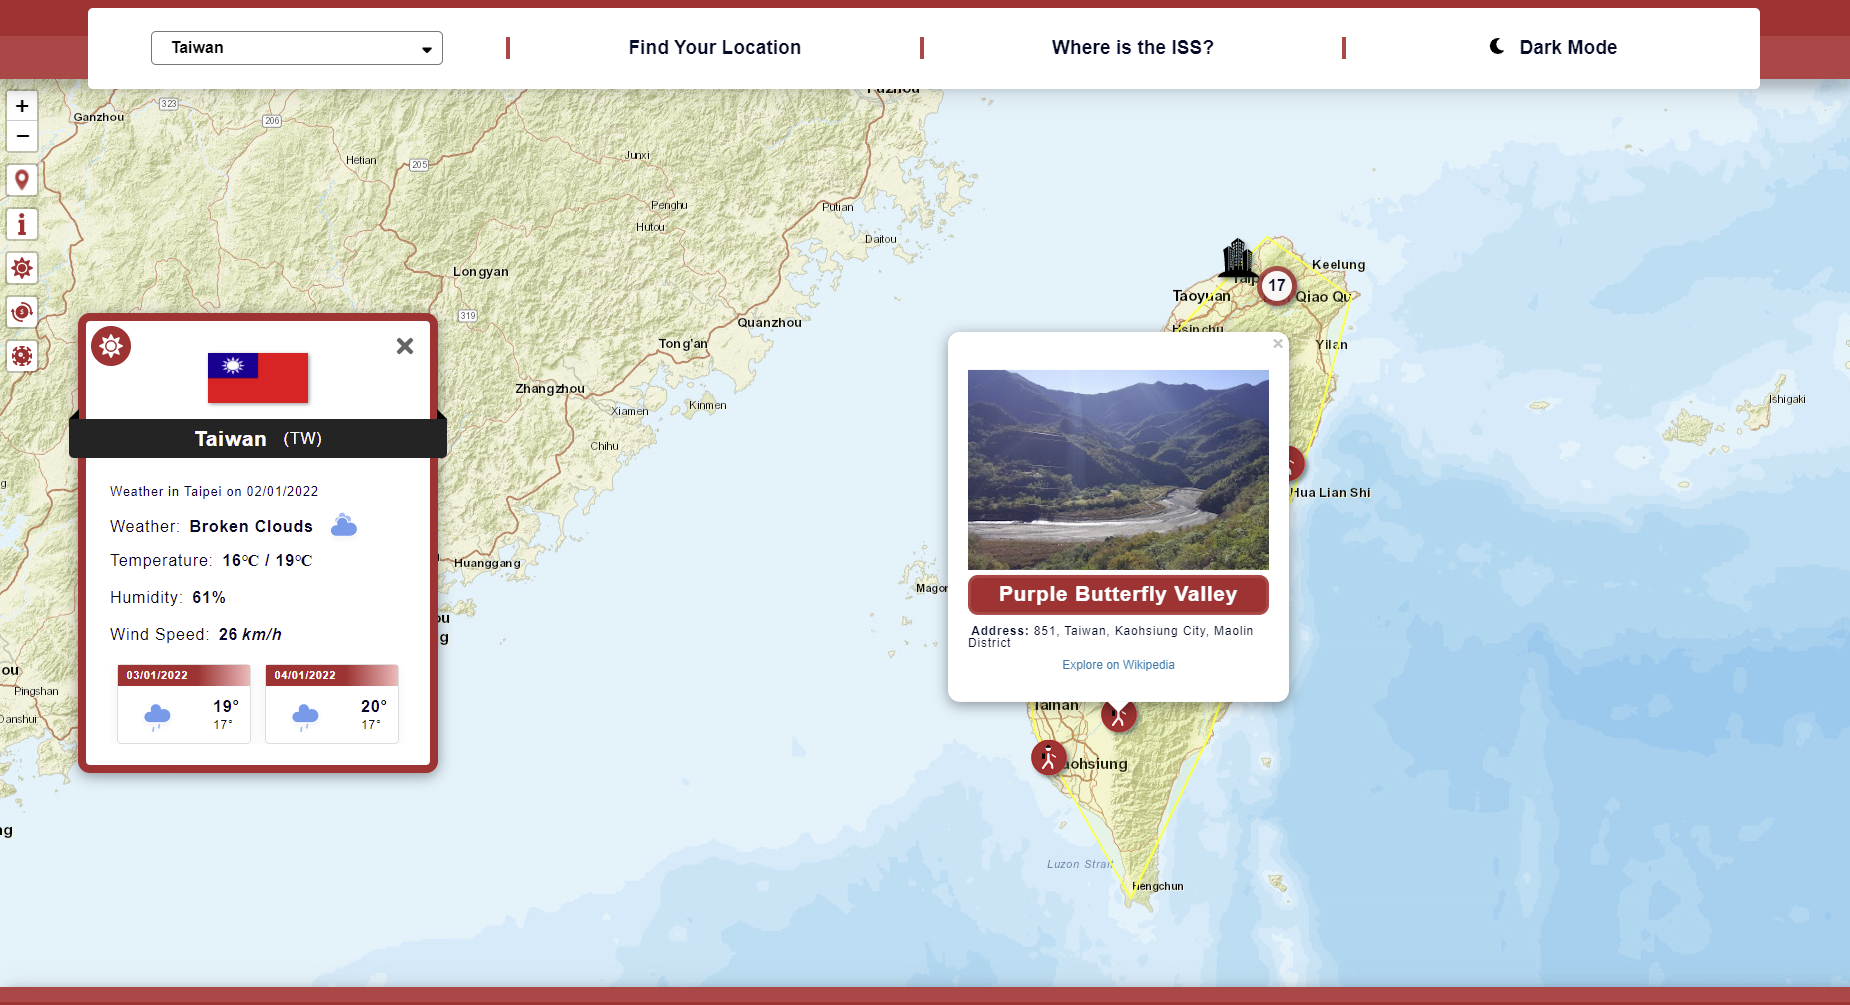 Taiwan
Find Your Location
Where is the ISS?
Dark Mode
+
−
323
Ganzhou
206
Hetian
205
Junxi
Penghu
Hutou
Putian
Daitou
Longyan
319
Quanzhou
Tong'an
Zhangzhou
Xiamen
Kinmen
Chihu
Huanggang
Magon
Pingshan
Danshui
Keelung
17
Taoyuan
Qiao Qu
Hsinchu
Yilan
Ishigaki
Hua Lian Shi
Tainan
aohsiung
Luzon Strait
Hengchun
Taiwan (TW)
Weather in Taipei on 02/01/2022
Weather: Broken Clouds
Temperature: 16°C / 19°C
Humidity: 61%
Wind Speed: 26 km/h
03/01/2022
19°
17°
04/01/2022
20°
17°
×
Purple Butterfly Valley
Address: 851, Taiwan, Kaohsiung City, Maolin
District
Explore on Wikipedia